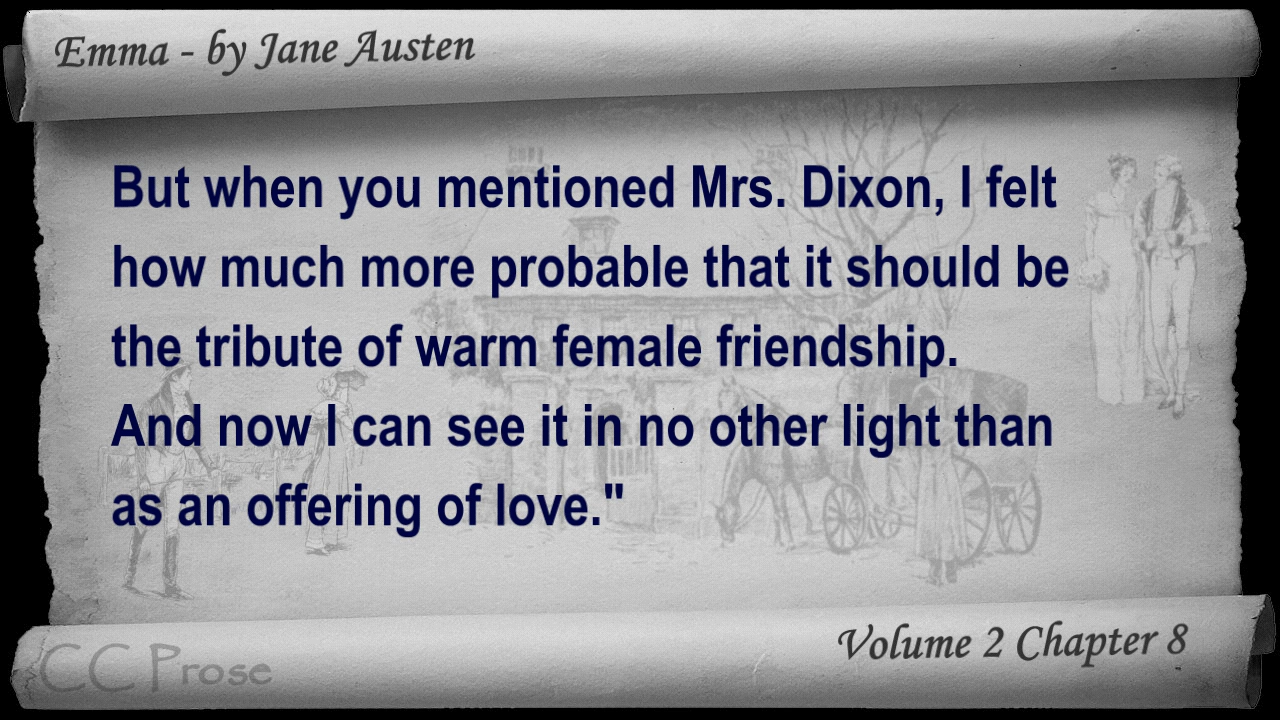 Emma - by Jane Austen
But when you mentioned Mrs. Dixon, I felt
how much more probable that it should be
the tribute of warm female friendship.
And now I can see it in no other light than
as an offering of love."
Volume 2 Chapter 8
CC Prose